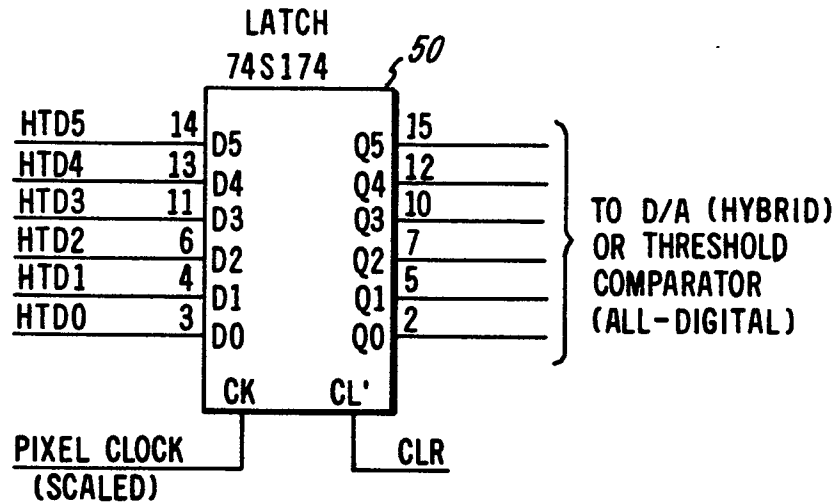 LATCH
74S174
50
HTD5 14 D5 Q5 15
HTD4 13 D4 Q4 12
HTD3 11 D3 Q3 10
HTD2 6 D2 Q2 7
HTD1 4 D1 Q1 5
HTD0 3 D0 Q0 2
TO D/A (HYBRID)
OR THRESHOLD
COMPARATOR
(ALL-DIGITAL)
CK CL'
PIXEL CLOCK
(SCALED)
CLR